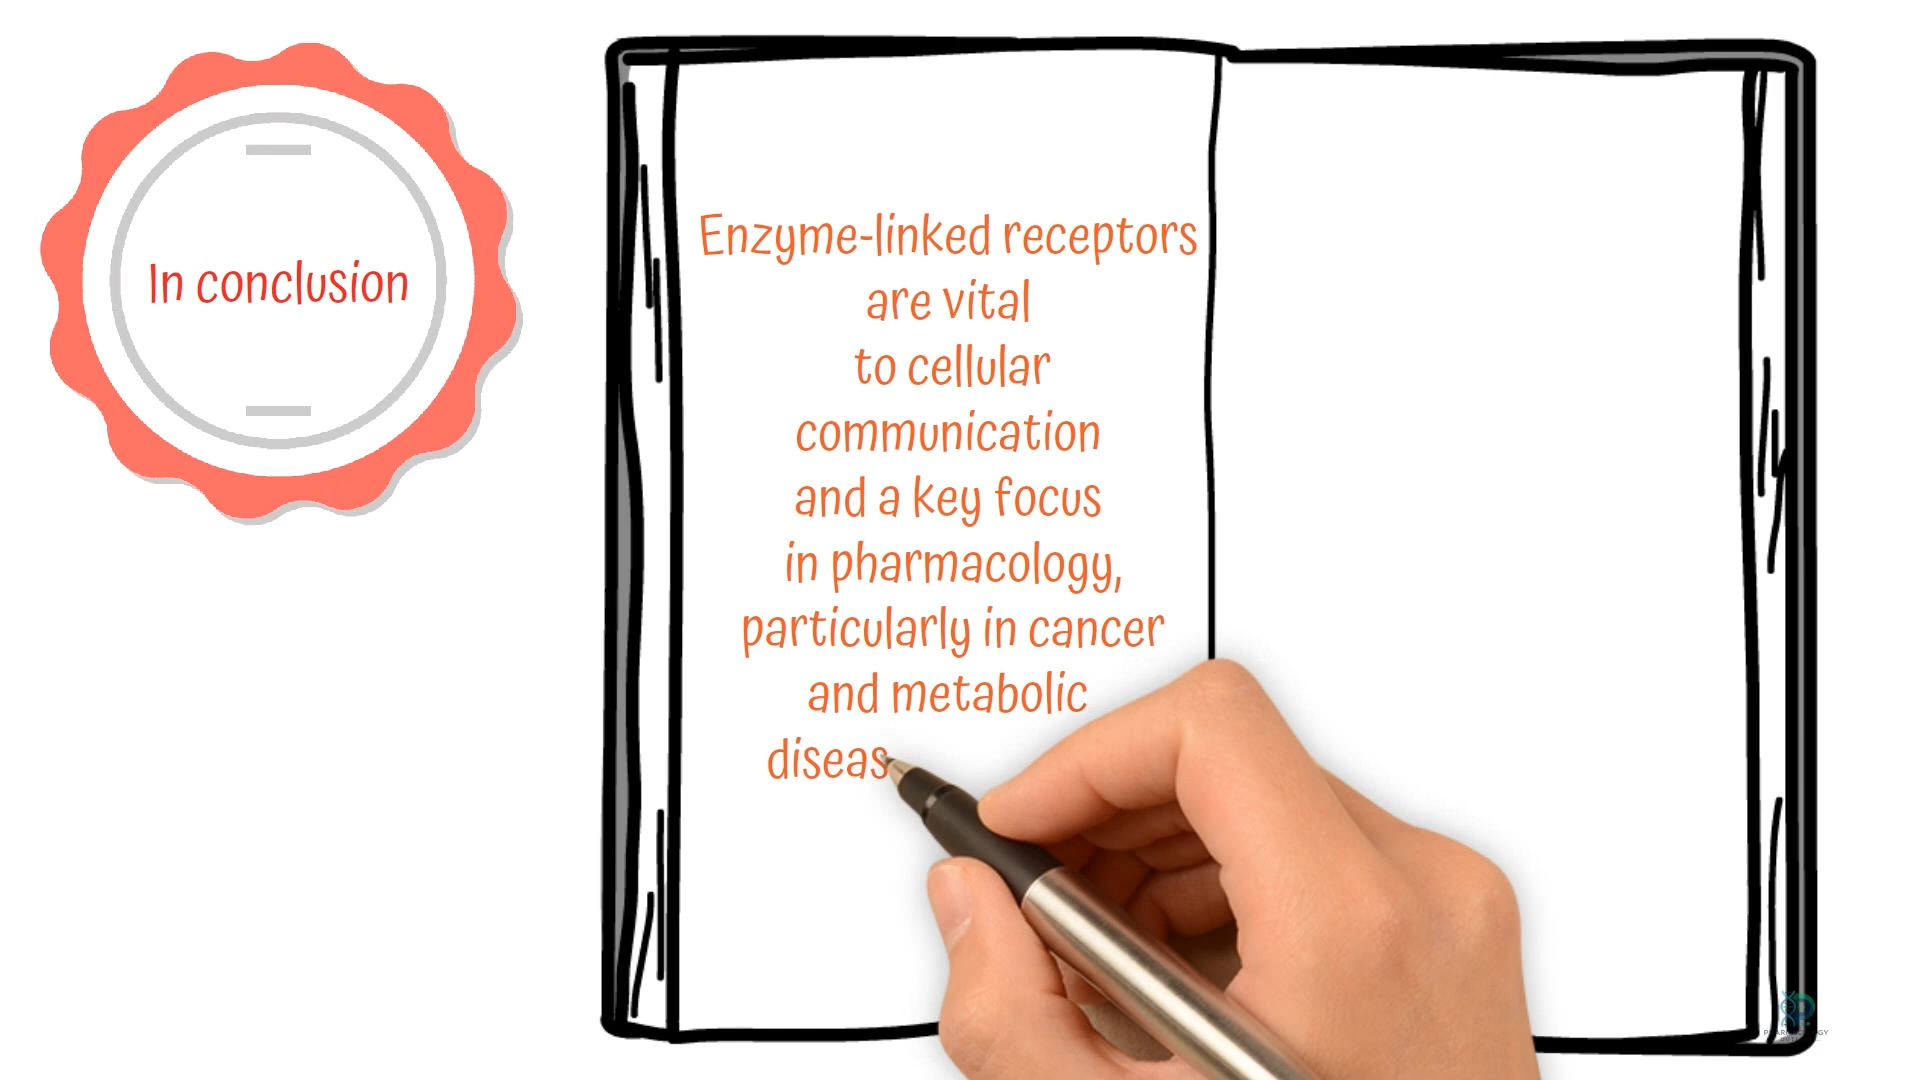 In conclusion
Enzyme-linked receptors
are vital
to cellular
communication
and a key focus
in pharmacology,
particularly in cancer
and metabolic
diseas